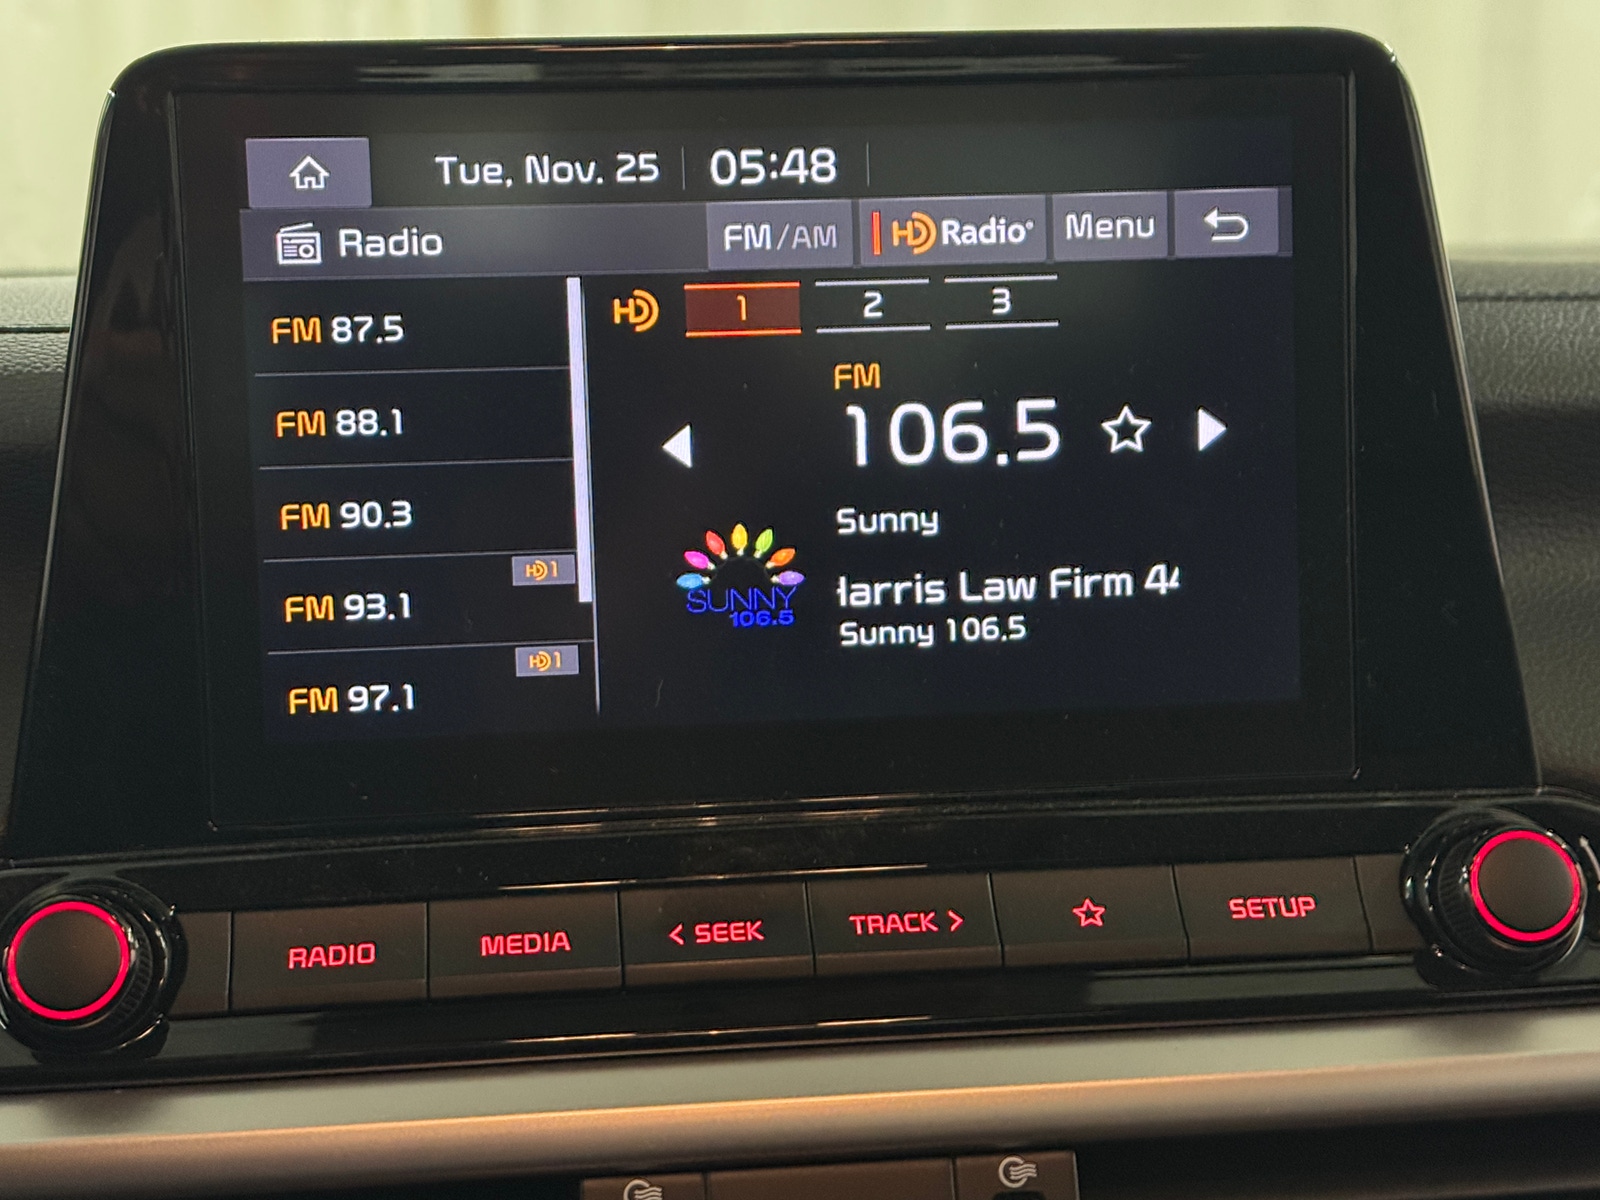 Tue, Nov. 25 05:48
Radio FM/AM HD Radio® Menu
HD 1 2 3
FM 87.5
FM 88.1
FM 90.3
HD 1
FM 93.1
HD 1
FM 97.1
FM
106.5
Sunny
SUNNY
106.5
Law Firm
Sunny 106.5
RADIO MEDIA < SEEK TRACK > SETUP